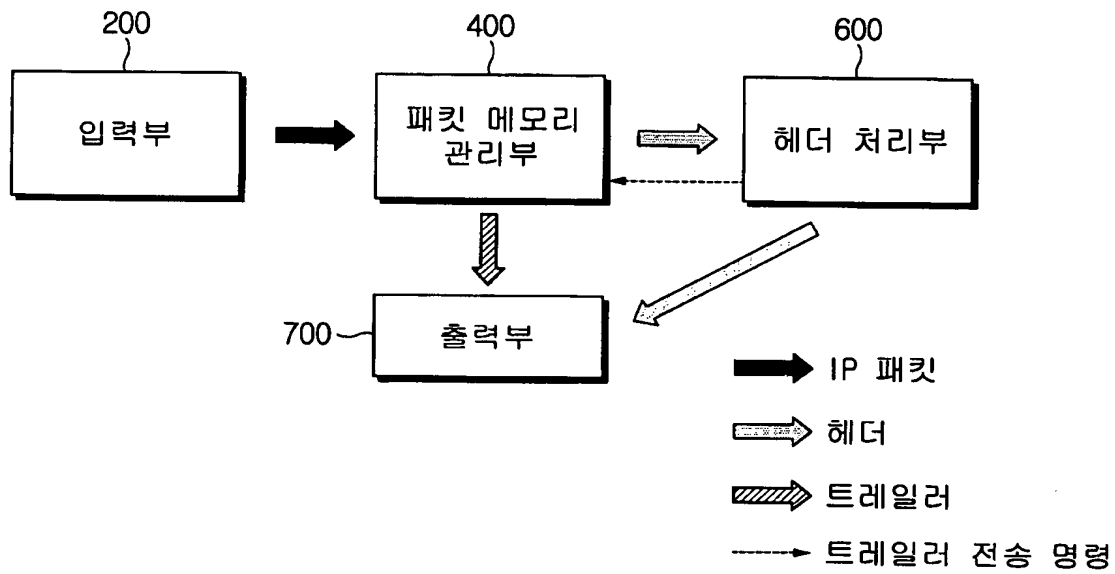 200
400
600
입력부
패킷 메모리
관리부
헤더 처리부
700
출력부
IP 패킷
헤더
트레일러
트레일러 전송 명령